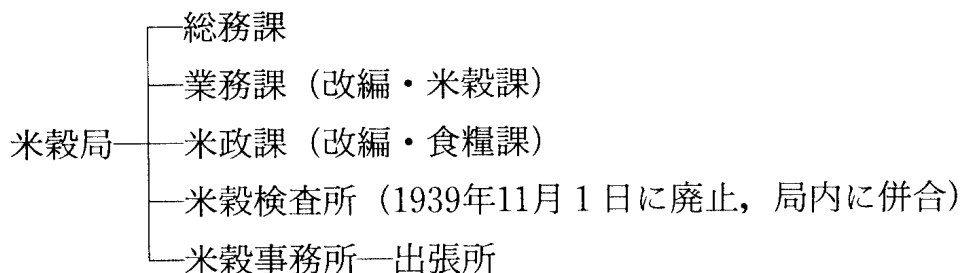 総務課
業務課（改編・米穀課）
米穀局―米政課（改編・食糧課）
米穀検査所（1939年11月1日に廃止，局内に併合）
米穀事務所―出張所